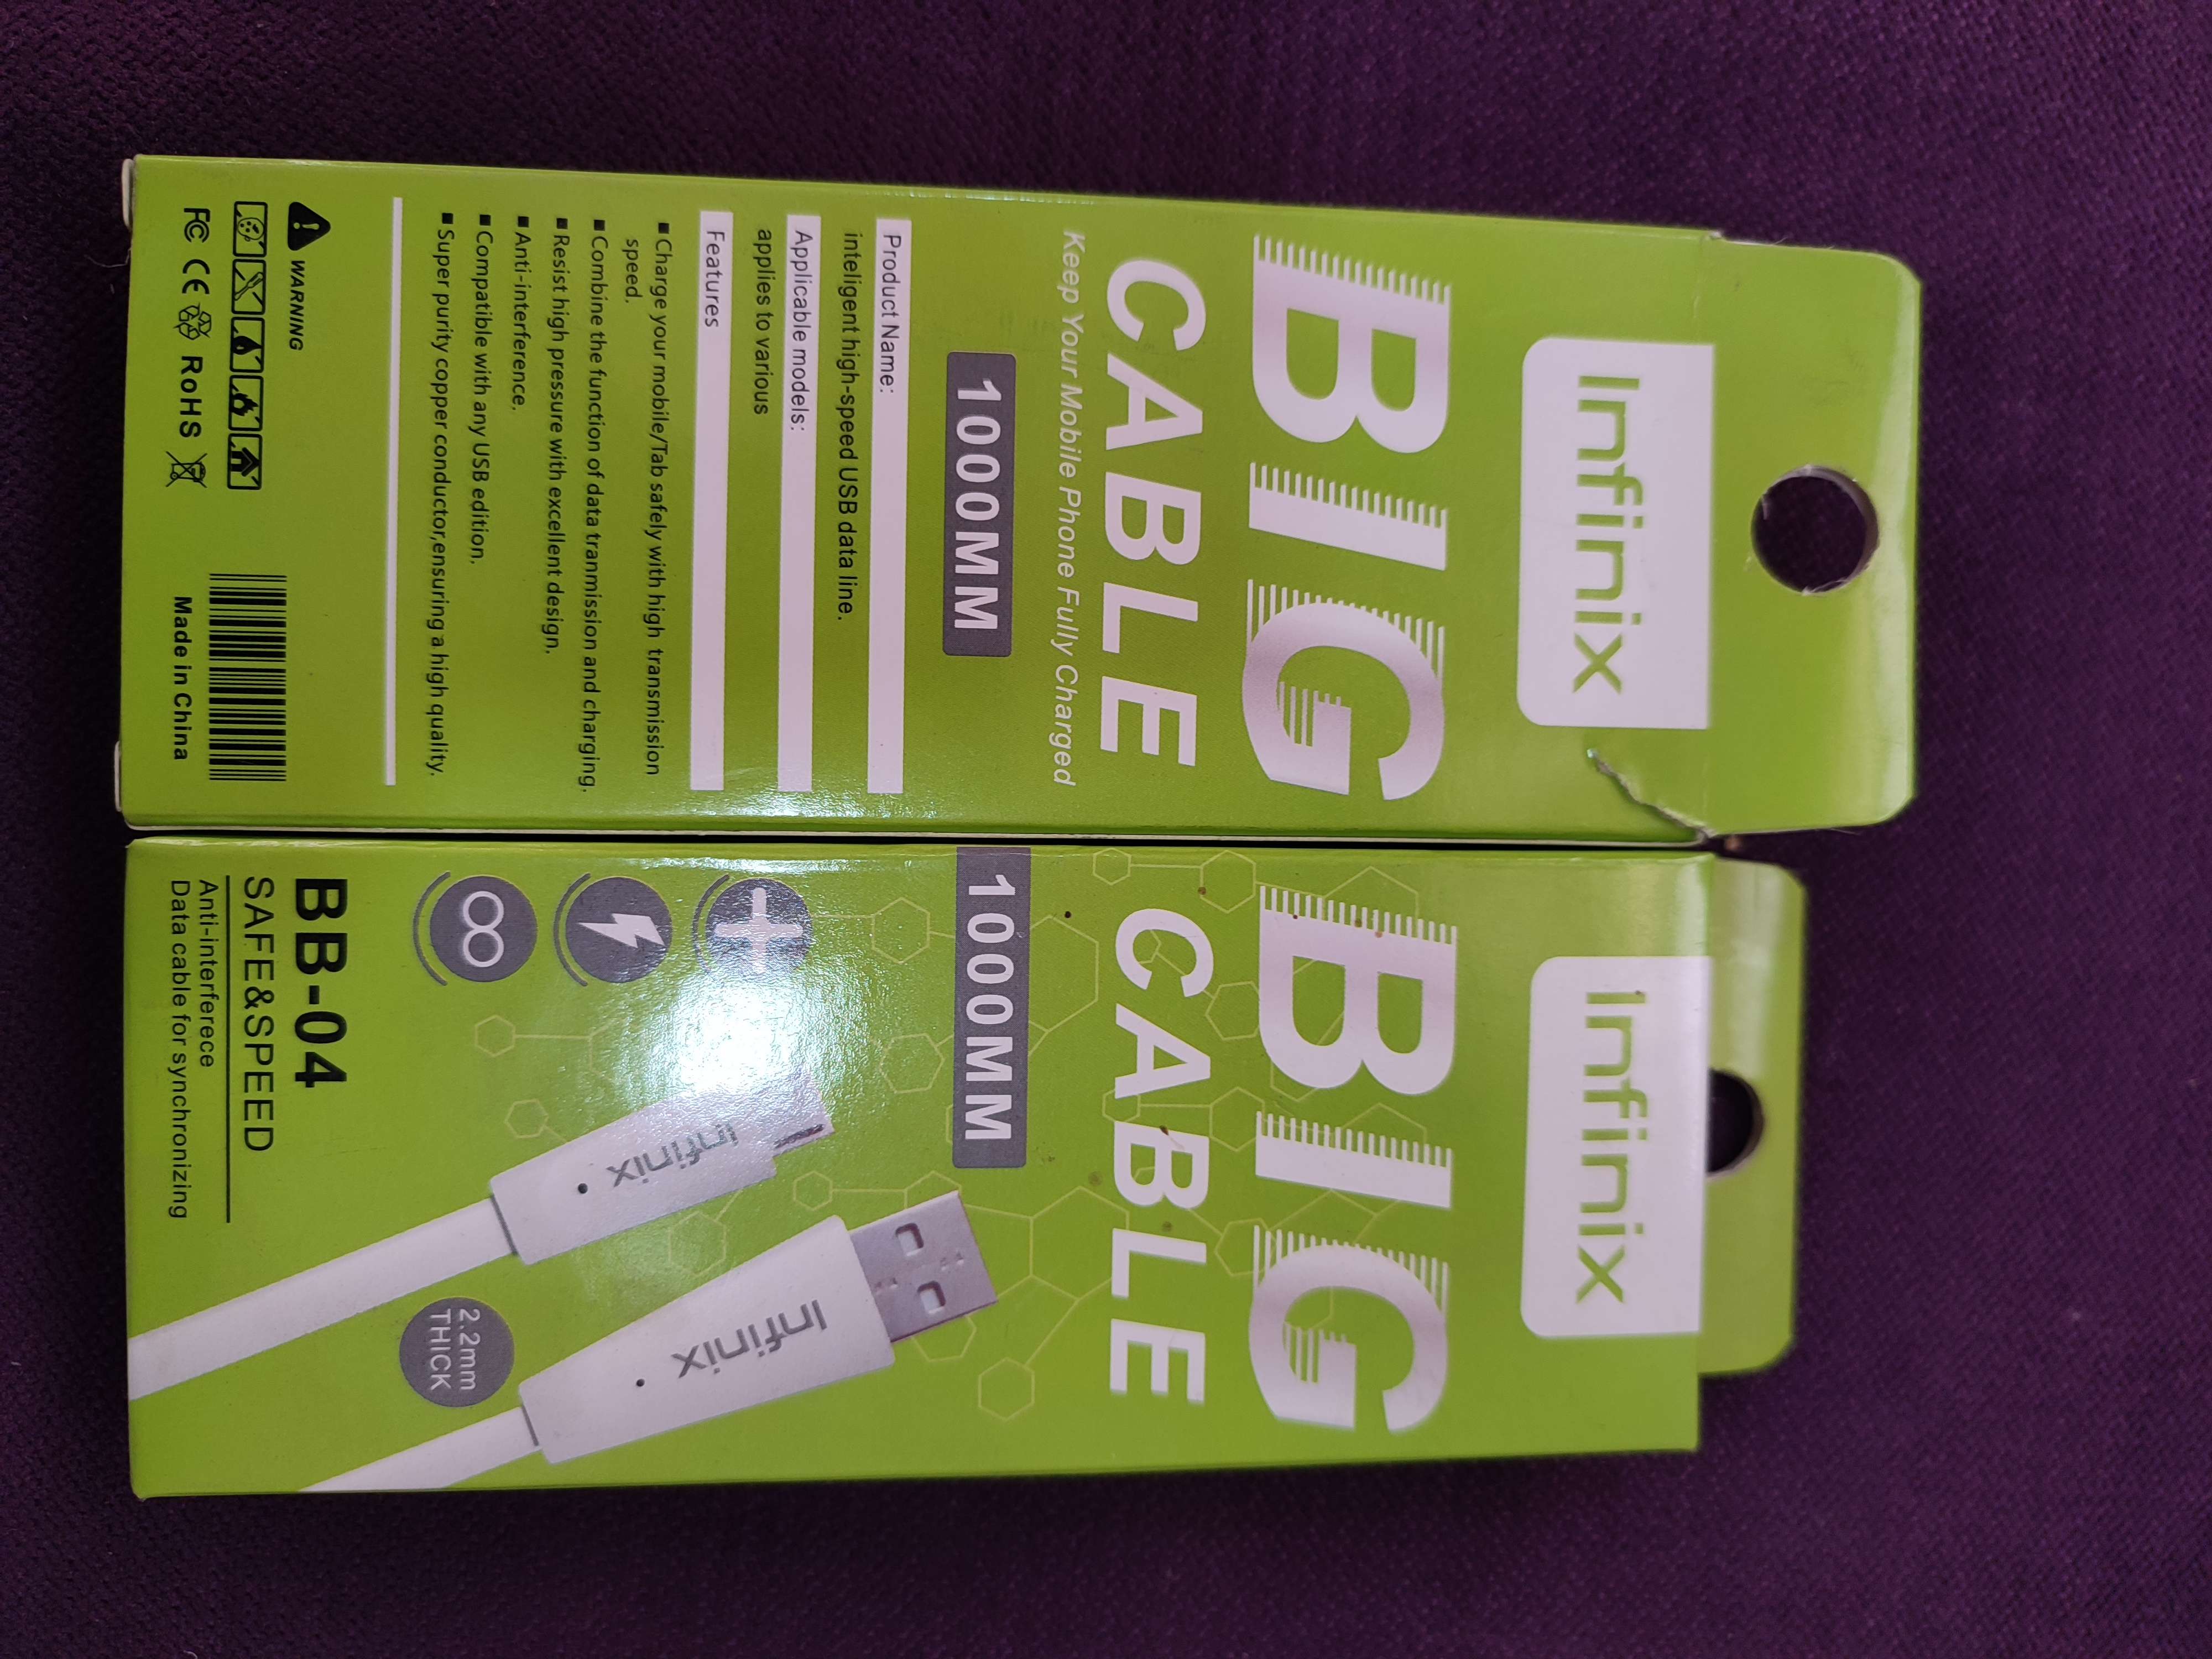 Infinix
BIG
CABLE
Keep Your Mobile Phone Fully Charged
1000MM
Product Name:
inteligent high-speed USB data line.
Applicable models:
applies to various
Features
▪ Charge your mobile/Tab safely with high transmission
speed.
▪ Combine the function of data tranmission and charging.
▪ Resist high pressure with excellent design.
▪ Anti-interference.
▪ Compatible with any USB edition.
▪ Super purity copper conductor,ensuring a high quality.
WARNING
FC CE RoHS
Made in China
Infinix
BIG
CABLE
1000MM
Infinix
Infinix
2.2mm
THICK
BB-04
SAFE&SPEED
Anti-interferece
Data cable for synchronizing